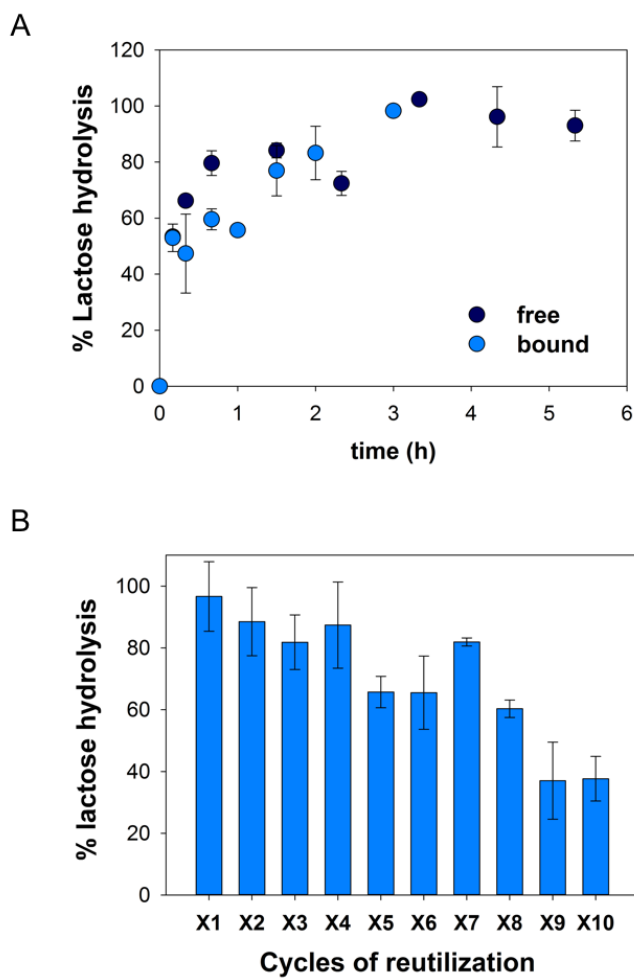 A
120
100
80
60
40
20
0
% Lactose hydrolysis
free
bound
0 1 2 3 4 5 6
time (h)
B
100
80
60
40
20
0
% lactose hydrolysis
X1 X2 X3 X4 X5 X6 X7 X8 X9 X10
Cycles of reutilization